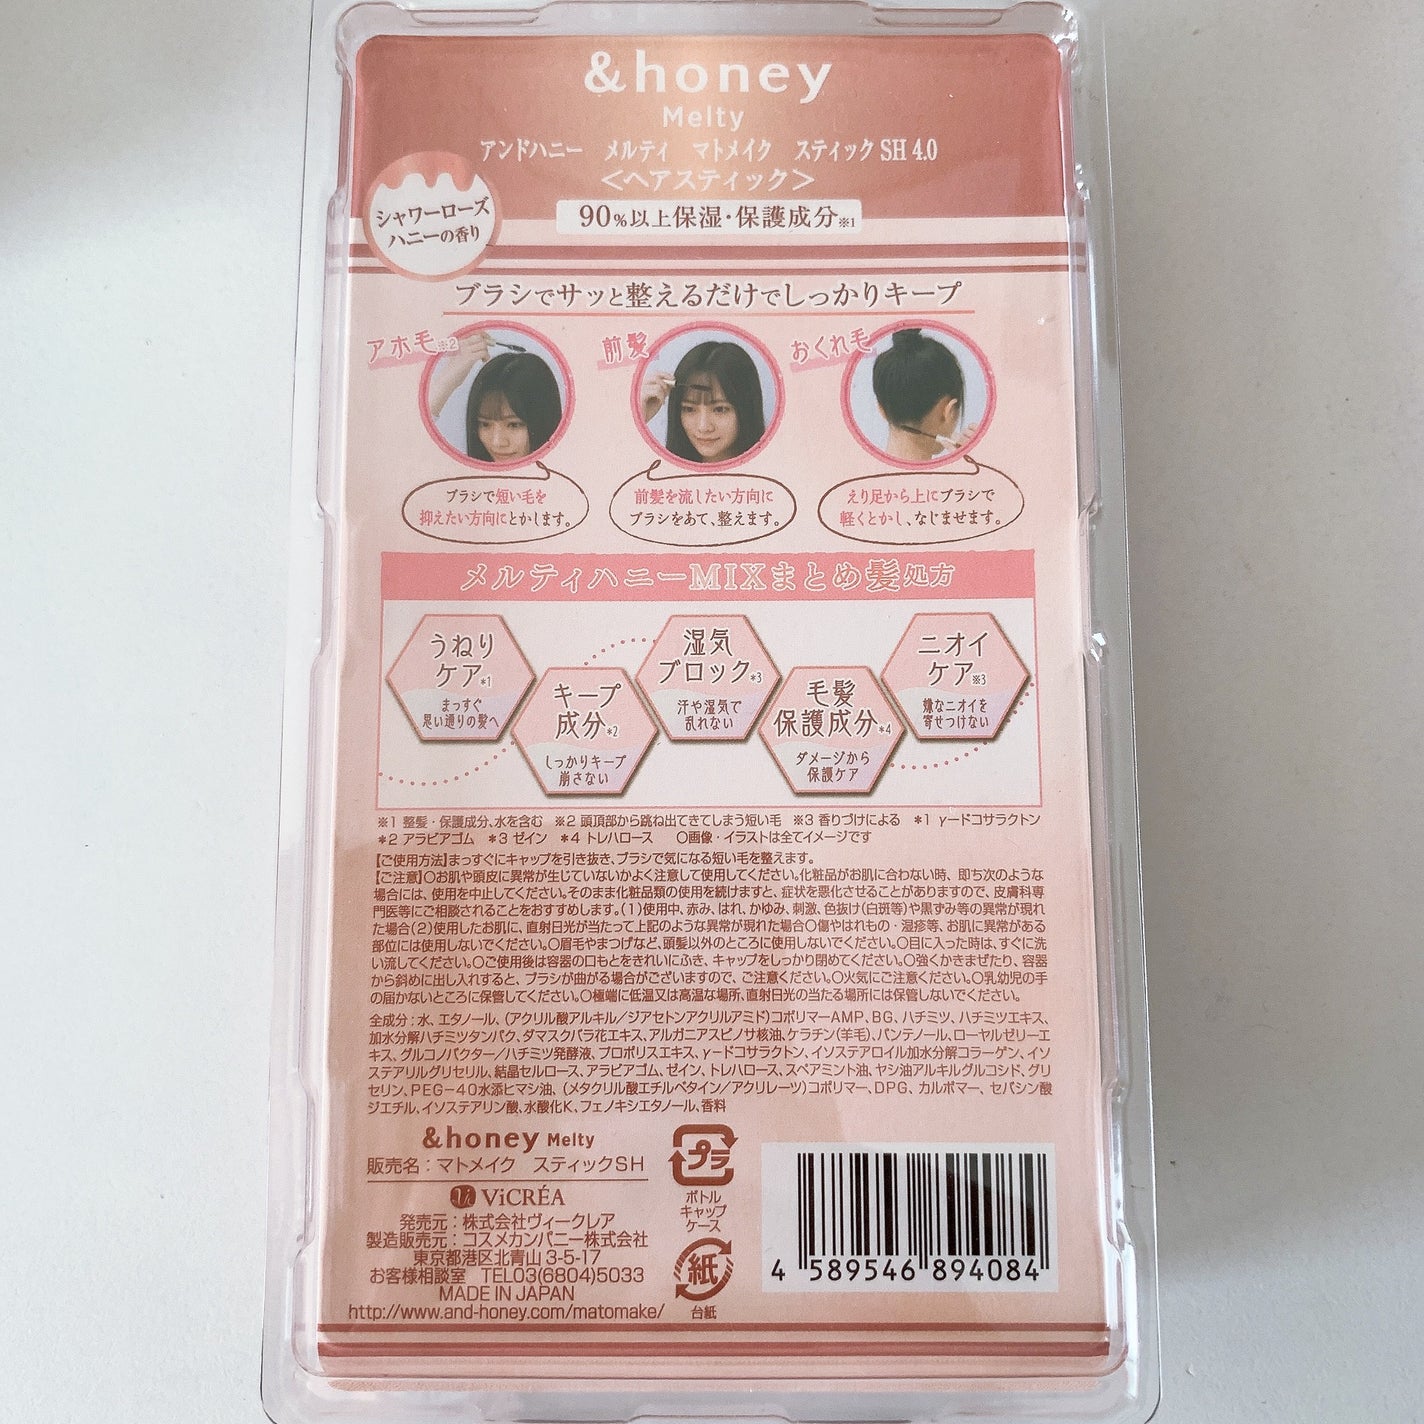 &honey
Melty
アンドハニー　メルティ　マトメイク　スティック SH 4.0
<ヘアスティック>
シャワーローズ
ハニーの香り
90%以上保湿・保護成分※1
ブラシでサッと整えるだけでしっかりキープ
アホ毛※2
前髪
おくれ毛
ブラシで短い毛を
抑えたい方向にとかします。
前髪を流したい方向に
ブラシをあて、整えます。
えり足から上にブラシで
軽くとかし、なじませます。
メルティハニーMIXまとめ髪処方
うねり
ケア*1
まっすぐ
思い通りの髪へ
キープ
成分*2
しっかりキープ
崩さない
湿気
ブロック*3
汗や湿気で
乱れない
毛髪
保護成分*4
ダメージから
保護ケア
ニオイ
ケア※3
嫌なニオイを
寄せつけない
※1 整髪・保護成分、水を含む　※2 頭頂部から跳ね出てきてしまう短い毛　※3 香りづけによる　*1 γ－ドコサラクトン
*2 アラビアゴム　*3 ゼイン　*4 トレハロース　　〇画像・イラストは全てイメージです
【ご使用方法】まっすぐにキャップを引き抜き、ブラシで気になる短い毛を整えます。
【ご注意】〇お肌や頭皮に異常が生じていないかよく注意して使用してください。化粧品がお肌に合わない時、即ち次のような
場合には、使用を中止してください。そのまま化粧品類の使用を続けますと、症状を悪化させることがありますので、皮膚科専
門医等にご相談されることをおすすめします。(1)使用中、赤み、はれ、かゆみ、刺激、色抜け(白斑等)や黒ずみ等の異常が現れ
た場合(2)使用したお肌に、直射日光が当たって上記のような異常が現れた場合〇傷やはれもの・湿疹等、お肌に異常がある
部位には使用しないでください。〇眉毛やまつげなど、頭髪以外のところに使用しないでください。〇目に入った時は、すぐに洗
い流してください。〇ご使用後は容器の口もとをきれいにふき、キャップをしっかり閉めてください。〇強くかきまぜたり、容器
から斜めに出し入れすると、ブラシが曲がる場合がございますので、ご注意ください。〇火気にご注意ください。〇乳幼児の手
の届かないところに保管してください。〇極端に低温又は高温な場所、直射日光の当たる場所には保管しないでください。
全成分：水、エタノール、(アクリル酸アルキル/ジアセトンアクリルアミド)コポリマーAMP、BG、ハチミツ、ハチミツエキス、
加水分解ハチミツタンパク、ダマスクバラ花エキス、アルガニアスピノサ核油、ケラチン(羊毛)、パンテノール、ローヤルゼリーエ
キス、グルコノバクター/ハチミツ発酵液、プロポリスエキス、γ－ドコサラクトン、イソステアロイル加水分解コラーゲン、イソ
ステアリルグリセリル、結晶セルロース、アラビアゴム、ゼイン、トレハロース、スペアミント油、ヤシ油アルキルグルコシド、グリ
セリン、PEG－40水添ヒマシ油、(メタクリル酸エチルベタイン/アクリレーツ)コポリマー、DPG、カルボマー、セバシン酸
ジエチル、イソステアリン酸、水酸化K、フェノキシエタノール、香料
&honey Melty
販売名：マトメイク　スティックSH
ViCRÉA
発売元：株式会社ヴィークレア
製造販売元：コスメカンパニー株式会社
東京都港区北青山 3-5-17
お客様相談室　TEL03(6804)5033
MADE IN JAPAN
http://www.and-honey.com/matomake/
プラ
ボトル
キャップ
ケース
紙
台紙
4 589546 894084